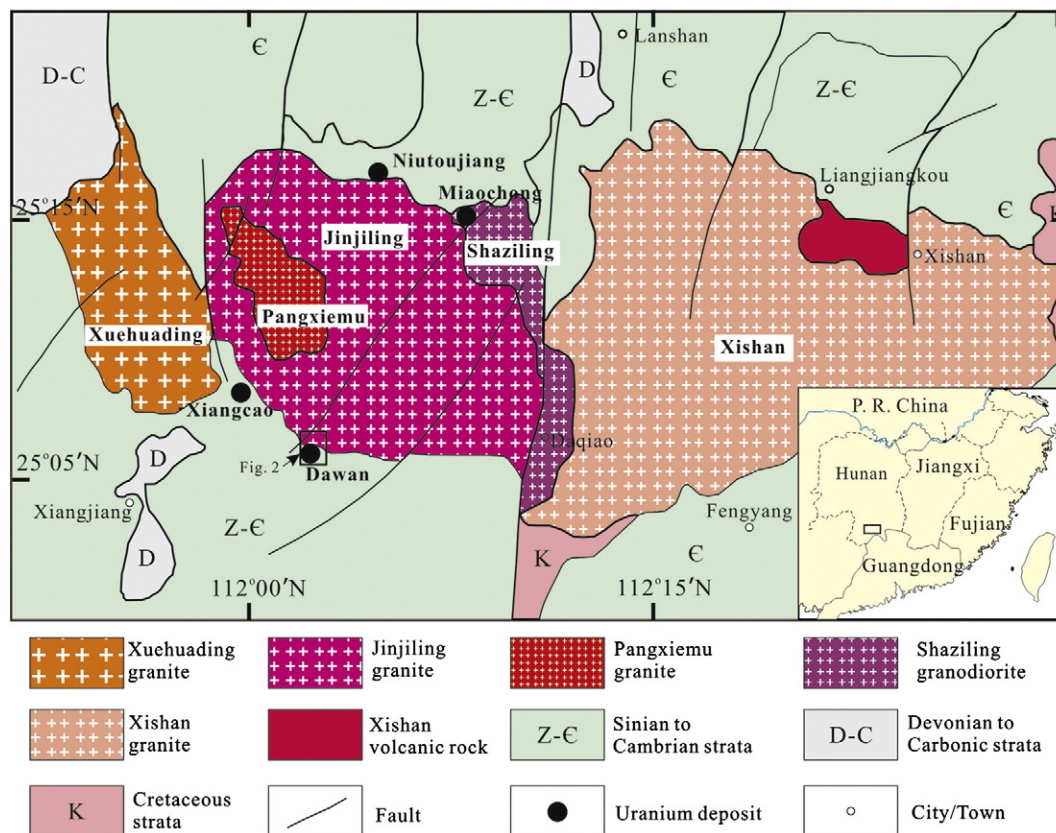 Є
Lanshan
D-C
D
Z-Є
Z-Є
Є
Є
Niutoujiang
Miaochong
Liangjiangkou
K
25°15′N
Jinjiling
Shaziling
Є
Xishan
Pangxiemu
Xuehuading
Xishan
Xiangcao
P. R. China
Daqiao
Hunan
Jiangxi
25°05′N
D
Fig. 2
Dawan
Xiangjiang
Z-Є
Fengyang
Fujian
D
K
Є
Guangdong
112°00′N
112°15′N
Xuehuading
granite
Jinjiling
granite
Pangxiemu
granite
Shaziling
granodiorite
Xishan
granite
Xishan
volcanic rock
Z-Є
Sinian to
Cambrian strata
D-C
Devonian to
Carbonic strata
K
Cretaceous
strata
Fault
Uranium deposit
City/Town